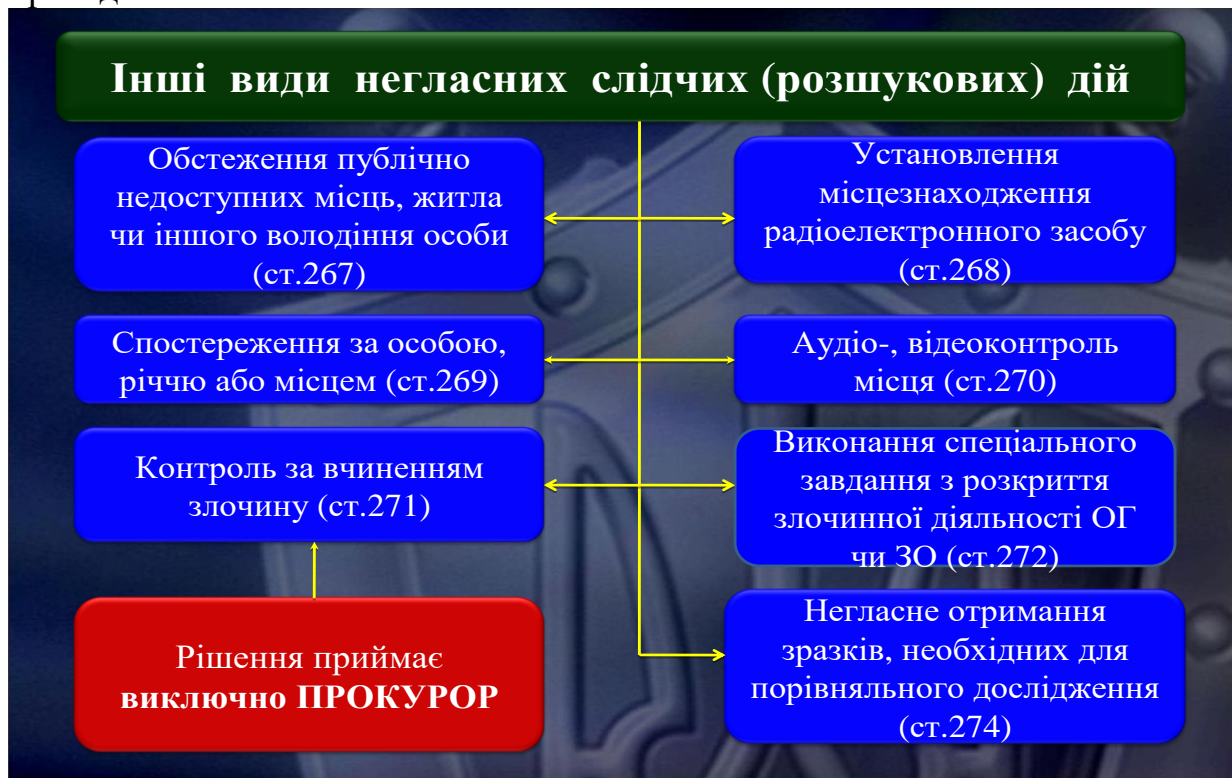 Інші види негласних слідчих (розшукових) дій
Обстеження публічно
недоступних місць, житла
чи іншого володіння особи
(ст.267)
Установлення
місцезнаходження
радіоелектронного засобу
(ст.268)
Спостереження за особою,
річчю або місцем (ст.269)
Аудіо-, відеоконтроль
місця (ст.270)
Контроль за вчиненням
злочину (ст.271)
Виконання спеціального
завдання з розкриття
злочинної діяльності ОГ
чи ЗО (ст.272)
Рішення приймає
виключно ПРОКУРОР
Негласне отримання
зразків, необхідних для
порівняльного дослідження
(ст.274)